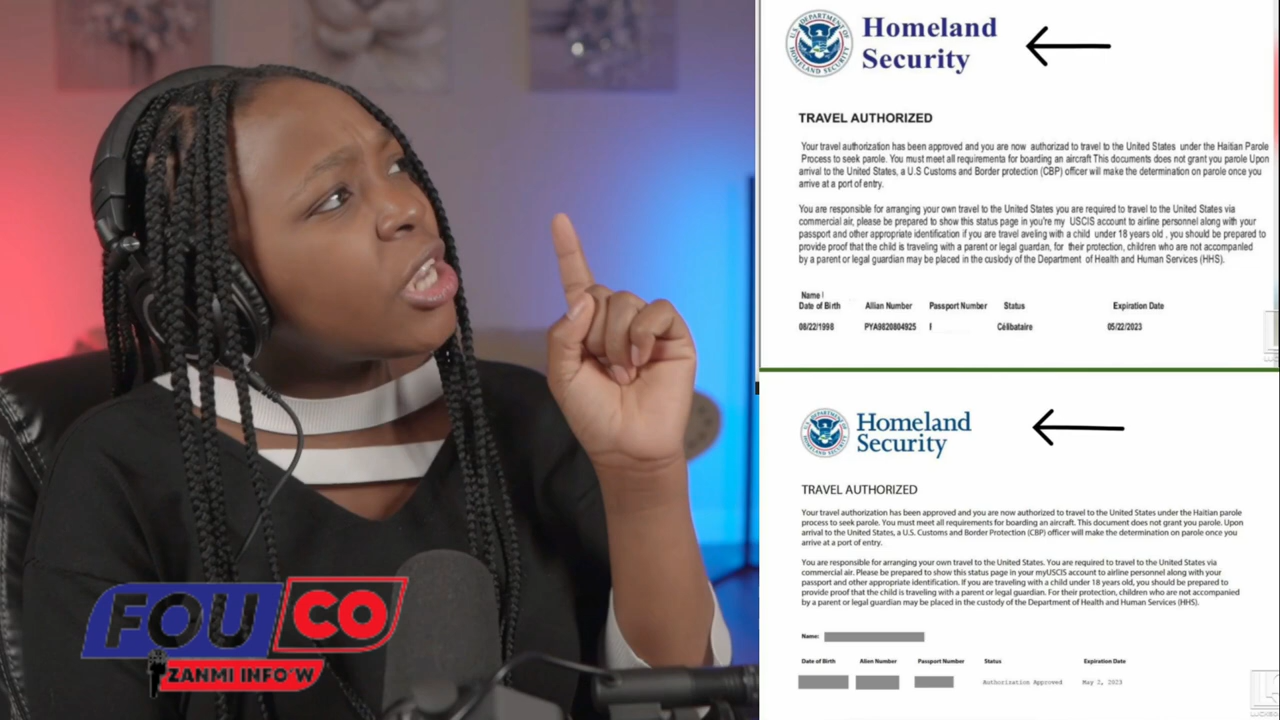 Homeland
Security
TRAVEL AUTHORIZED
Your travel authorization has been approved and you are now authorizad to travel to the United States under the Haitian Parole
Process to seek parole. You must meet all requirementa for boarding an aircraft This documents does not grant you parole Upon
arrival to the United States, a U.S Customs and Border protection (CBP) officer will make the determination on parole once you
arrive at a port of entry.
You are responsible for arranging your own travel to the United States you are required to travel to the United States via
commercial air, please be prepared to show this status page in you're my USCIS account to airline personnel along with your
passport and other appropriate identification if you are travel aveling with a child under 18 years old , you should be prepared to
provide proof that the child is traveling with a parent or legal guardan, for their protection, children who are not accompanied
by a parent or legal guardian may be placed in the custody of the Department of Health and Human Services (HHS).
Name
Date of Birth Allian Number Passport Number Status Expiration Date
08/22/1998 PYA9820804925 Célibataire 05/22/2023
Homeland
Security
TRAVEL AUTHORIZED
Your travel authorization has been approved and you are now authorized to travel to the United States under the Haitian parole
process to seek parole. You must meet all requirements for boarding an aircraft. This document does not grant you parole. Upon
arrival to the United States, a U.S. Customs and Border Protection (CBP) officer will make the determination on parole once you
arrive at a port of entry.
You are responsible for arranging your own travel to the United States. You are required to travel to the United States via
commercial air. Please be prepared to show this status page in your myUSCIS account to airline personnel along with your
passport and other appropriate identification. If you are traveling with a child under 18 years old, you should be prepared to
provide proof that the child is traveling with a parent or legal guardian. For their protection, children who are not accompanied
by a parent or legal guardian may be placed in the custody of the Department of Health and Human Services (HHS).
Name:
Date of Birth Alien Number Passport Number Status Expiration Date
Authorization Approved May 2, 2023
FOU CO
ZANMI INFO'W